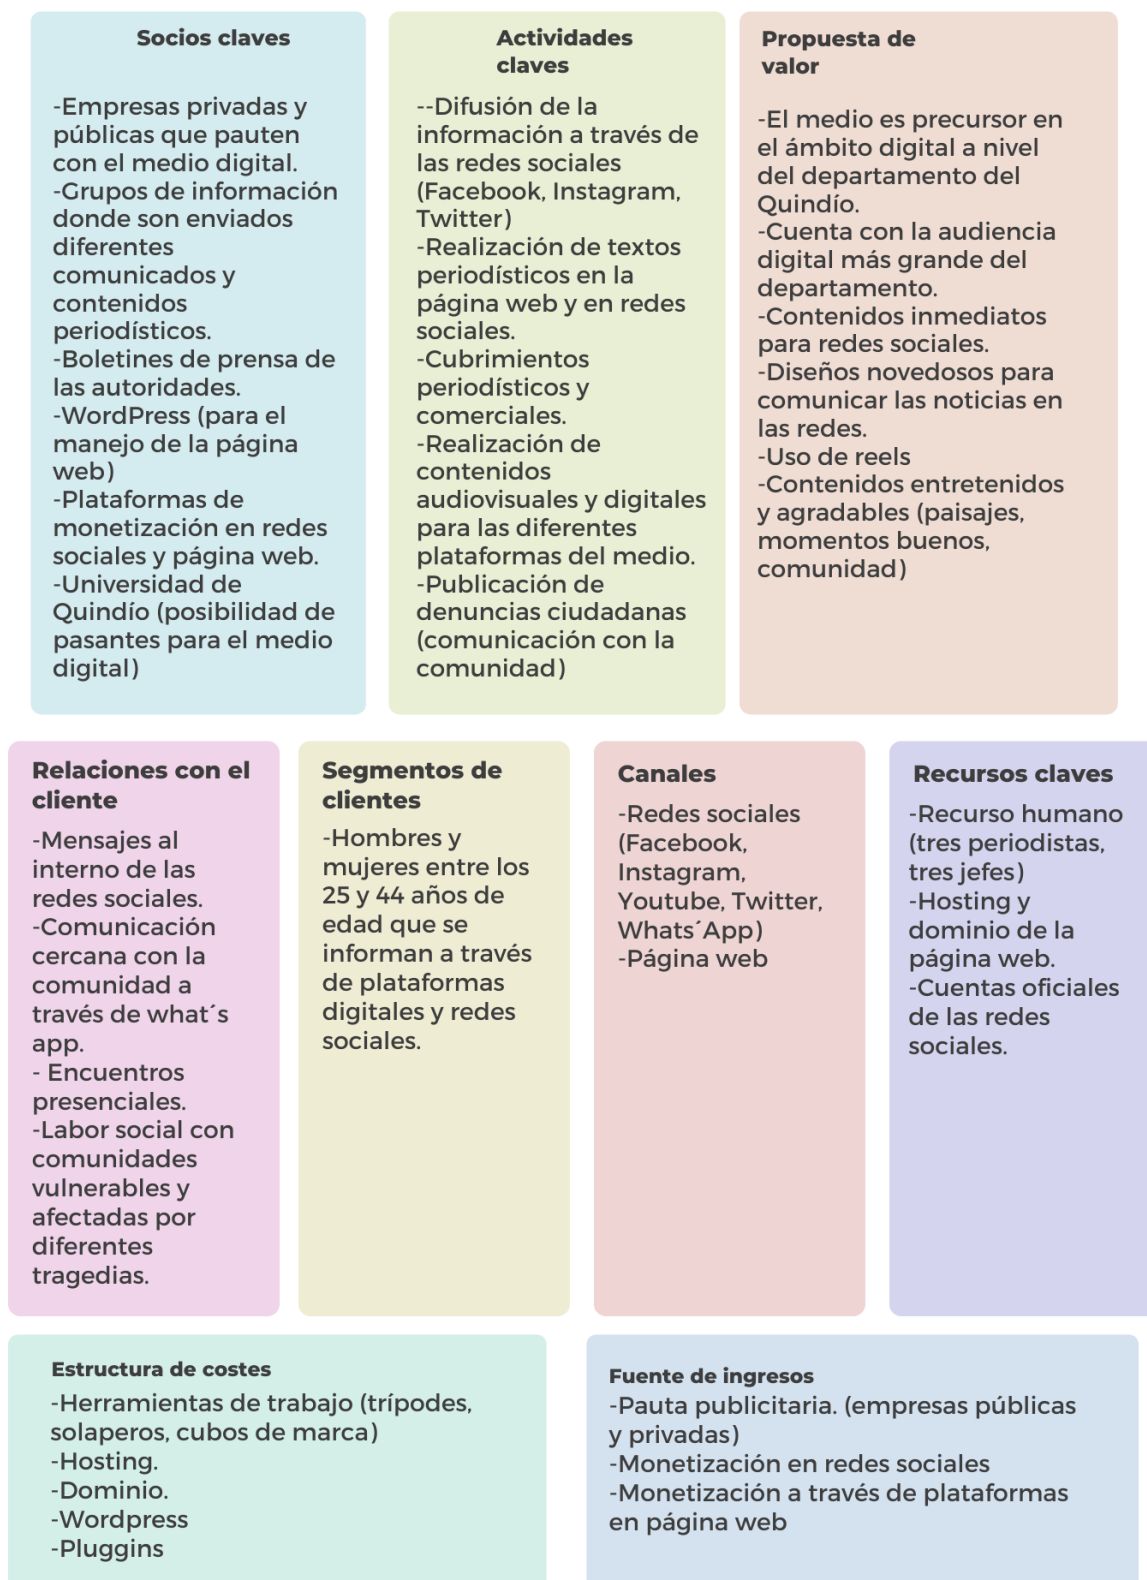 Socios claves
-Empresas privadas y
públicas que pauten
con el medio digital.
-Grupos de información
donde son enviados
diferentes
comunicados y
contenidos
periodísticos.
-Boletines de prensa de
las autoridades.
-WordPress (para el
manejo de la página
web)
-Plataformas de
monetización en redes
sociales y página web.
-Universidad de
Quindío (posibilidad de
pasantes para el medio
digital)
Actividades
claves
--Difusión de la
información a través de
las redes sociales
(Facebook, Instagram,
Twitter)
-Realización de textos
periodísticos en la
página web y en redes
sociales.
-Cubrimientos
periodísticos y
comerciales.
-Realización de
contenidos
audiovisuales y digitales
para las diferentes
plataformas del medio.
-Publicación de
denuncias ciudadanas
(comunicación con la
comunidad)
Propuesta de
valor
-El medio es precursor en
el ámbito digital a nivel
del departamento del
Quindío.
-Cuenta con la audiencia
digital más grande del
departamento.
-Contenidos inmediatos
para redes sociales.
-Diseños novedosos para
comunicar las noticias en
las redes.
-Uso de reels
-Contenidos entretenidos
y agradables (paisajes,
momentos buenos,
comunidad)
Relaciones con el
cliente
-Mensajes al
interno de las
redes sociales.
-Comunicación
cercana con la
comunidad a
través de what´s
app.
- Encuentros
presenciales.
-Labor social con
comunidades
vulnerables y
afectadas por
diferentes
tragedias.
Segmentos de
clientes
-Hombres y
mujeres entre los
25 y 44 años de
edad que se
informan a través
de plataformas
digitales y redes
sociales.
Canales
-Redes sociales
(Facebook,
Instagram,
Youtube, Twitter,
Whats´App)
-Página web
Recursos claves
-Recurso humano
(tres periodistas,
tres jefes)
-Hosting y
dominio de la
página web.
-Cuentas oficiales
de las redes
sociales.
Estructura de costes
-Herramientas de trabajo (trípodes,
solaperos, cubos de marca)
-Hosting.
-Dominio.
-Wordpress
-Pluggins
Fuente de ingresos
-Pauta publicitaria. (empresas públicas
y privadas)
-Monetización en redes sociales
-Monetización a través de plataformas
en página web